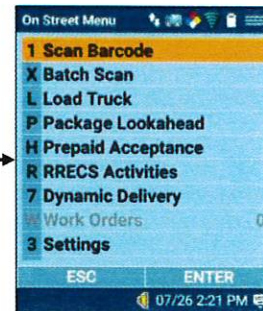 On Street Menu
1 Scan Barcode
X Batch Scan
L Load Truck
P Package Lookahead
H Prepaid Acceptance
R RRECS Activities
7 Dynamic Delivery
W Work Orders 0
3 Settings
ESC ENTER
07/26 2:21 PM